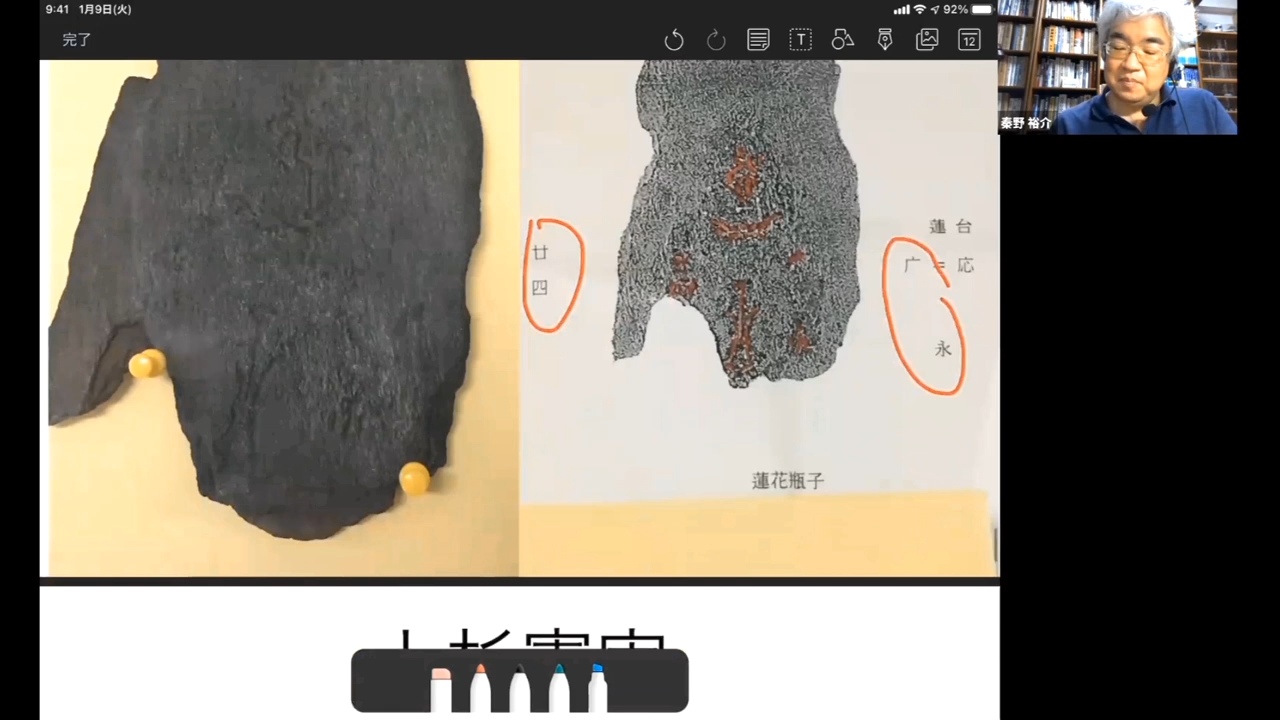 9:41 1月9日(火)
92%
完了
T
12
秦野 裕介
蓮台
广 = 応
永
廿
四
蓮花瓶子